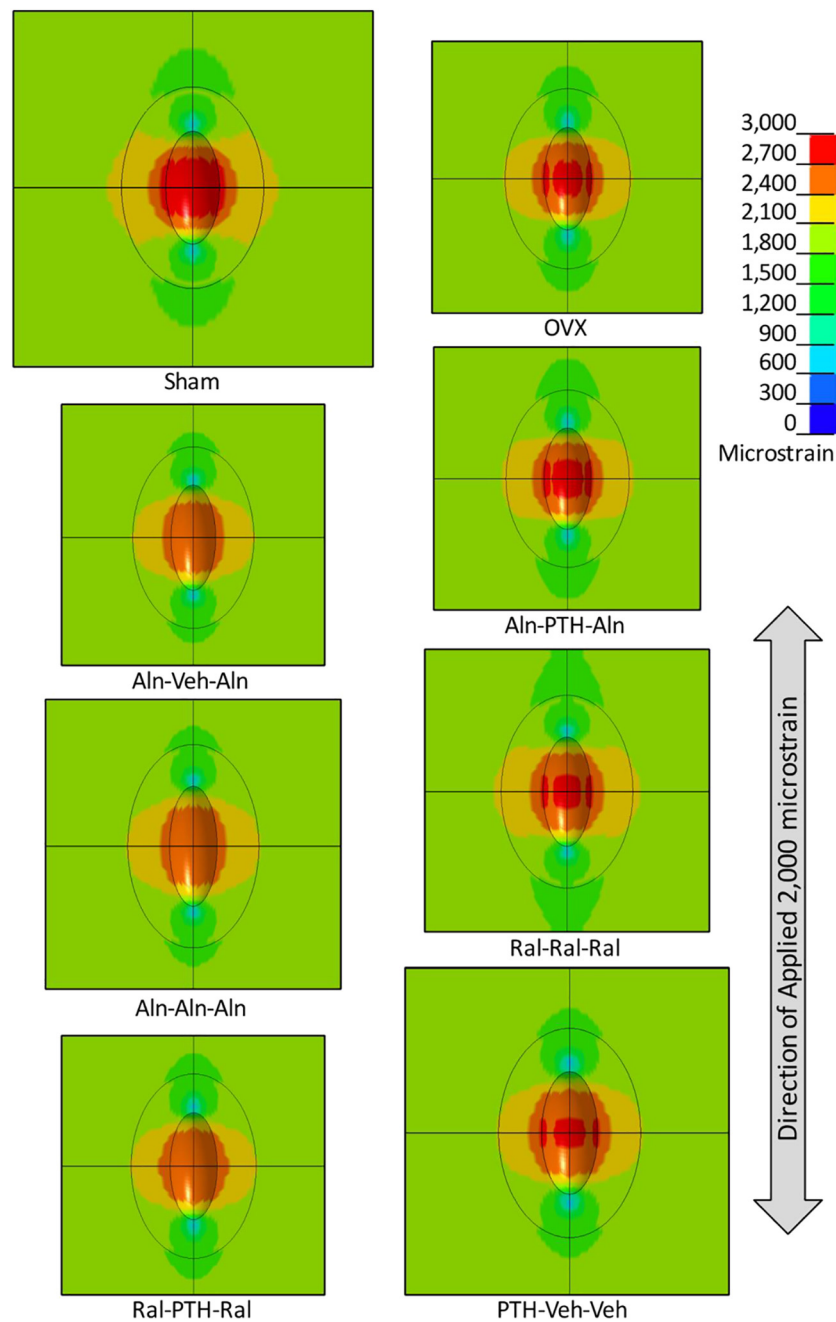 Sham
OVX
3,000
2,700
2,400
2,100
1,800
1,500
1,200
900
600
300
0
Microstrain
Aln-Veh-Aln
Aln-PTH-Aln
Aln-Aln-Aln
Ral-Ral-Ral
Ral-PTH-Ral
PTH-Veh-Veh
Direction of Applied 2,000 microstrain